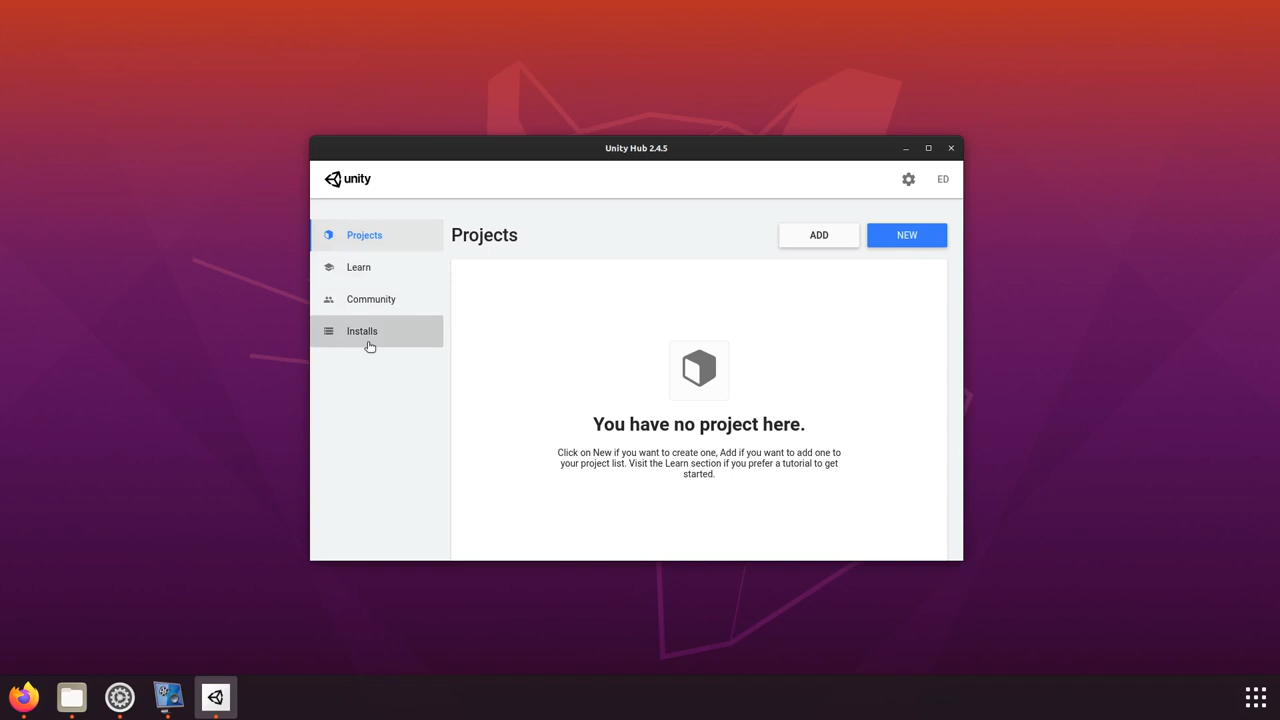 Unity Hub 2.4.5
unity
ED
Projects
Learn
Community
Installs
Projects
ADD
NEW
You have no project here.
Click on New if you want to create one, Add if you want to add one to
your project list. Visit the Learn section if you prefer a tutorial to get
started.